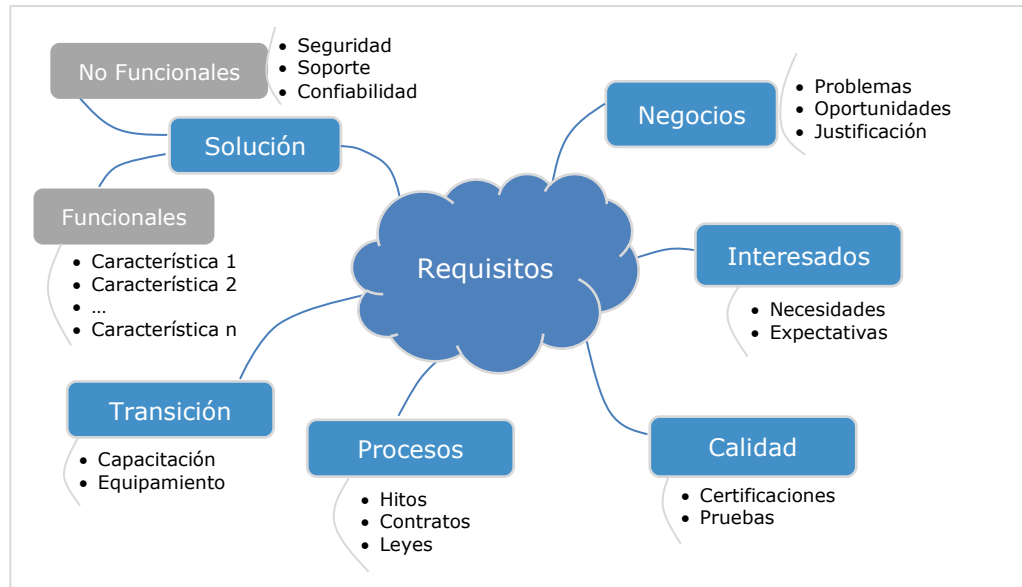 No Funcionales
• Seguridad
• Soporte
• Confiabilidad
Solución
Funcionales
• Característica 1
• Característica 2
• ...
• Característica n
Negocios
• Problemas
• Oportunidades
• Justificación
Requisitos
Interesados
• Necesidades
• Expectativas
Transición
• Capacitación
• Equipamiento
Procesos
• Hitos
• Contratos
• Leyes
Calidad
• Certificaciones
• Pruebas